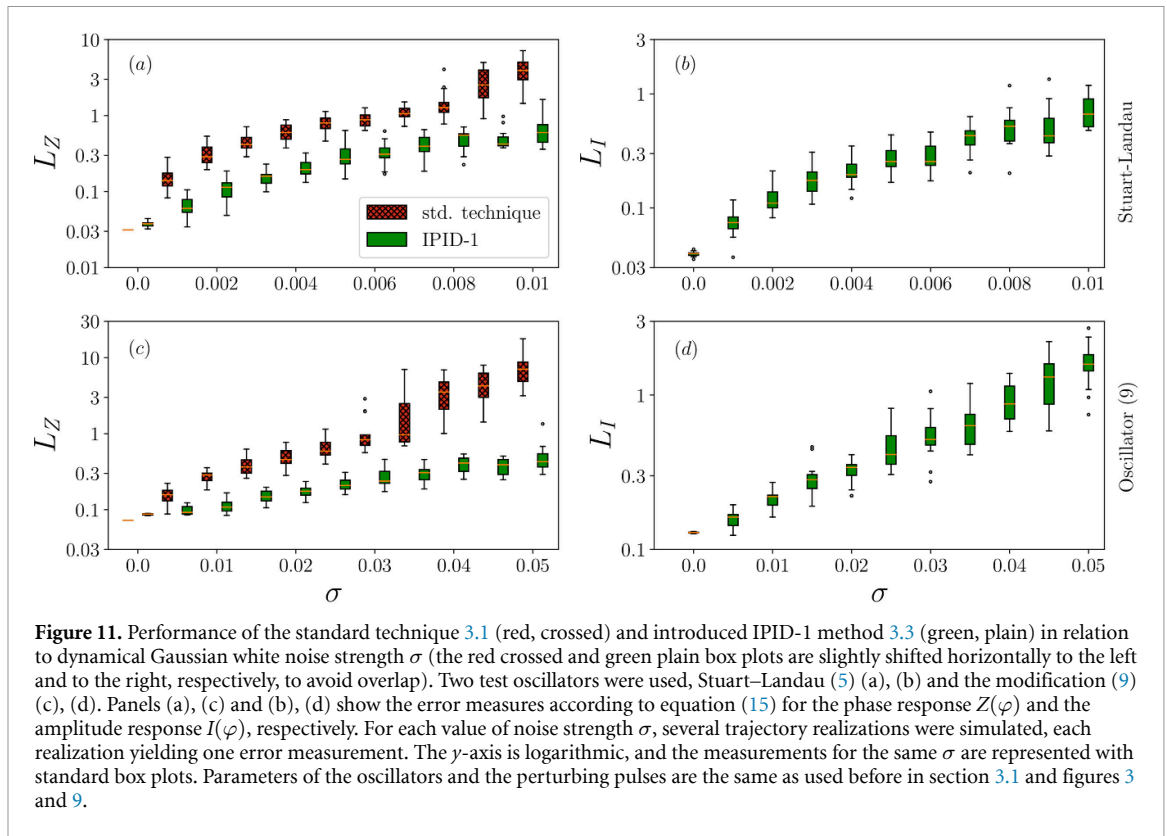 10
3
1
0.3
0.1
0.03
0.01
L_Z
(a)
std. technique
IPID-1
0.0
0.002
0.004
0.006
0.008
0.01
3
1
0.3
0.1
0.03
L_I
(b)
0.0
0.002
0.004
0.006
0.008
0.01
Stuart-Landau
30
10
3
1
0.3
0.1
0.03
L_Z
(c)
0.0
0.01
0.02
0.03
0.04
0.05
σ
1
0.3
0.1
L_I
(d)
0.0
0.01
0.02
0.03
0.04
0.05
σ
Oscillator (9)
Figure 11. Performance of the standard technique 3.1 (red, crossed) and introduced IPID-1 method 3.3 (green, plain) in relation
to dynamical Gaussian white noise strength σ (the red crossed and green plain box plots are slightly shifted horizontally to the left
and to the right, respectively, to avoid overlap). Two test oscillators were used, Stuart–Landau (5) (a), (b) and the modification (9)
(c), (d). Panels (a), (c) and (b), (d) show the error measures according to equation (15) for the phase response Z(φ) and the
amplitude response I(φ), respectively. For each value of noise strength σ, several trajectory realizations were simulated, each
realization yielding one error measurement. The y-axis is logarithmic, and the measurements for the same σ are represented with
standard box plots. Parameters of the oscillators and the perturbing pulses are the same as used before in section 3.1 and figures 3
and 9.